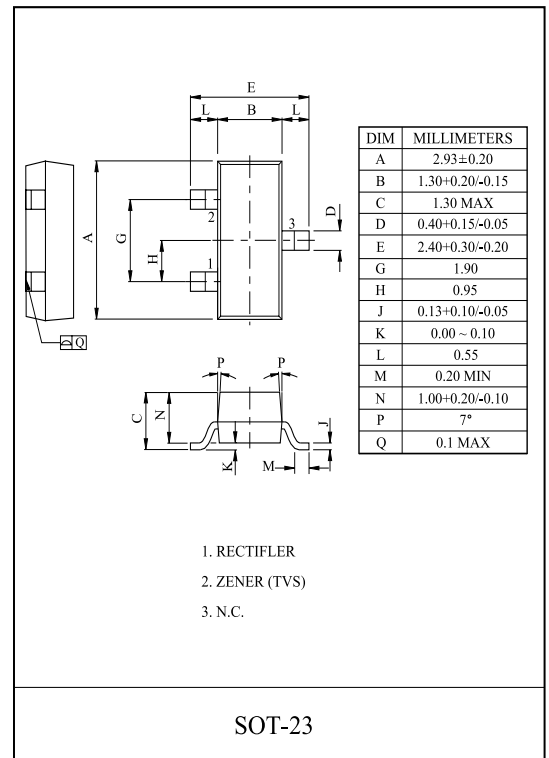 E
L B L
A
G
H
D
2
1
3
Q
P P
C
N
K
M
J
DIM MILLIMETERS
A 2.93±0.20
B 1.30+0.20/-0.15
C 1.30 MAX
D 0.40+0.15/-0.05
E 2.40+0.30/-0.20
G 1.90
H 0.95
J 0.13+0.10/-0.05
K 0.00 ~ 0.10
L 0.55
M 0.20 MIN
N 1.00+0.20/-0.10
P 7°
Q 0.1 MAX
1. RECTIFLER
2. ZENER (TVS)
3. N.C.
SOT-23